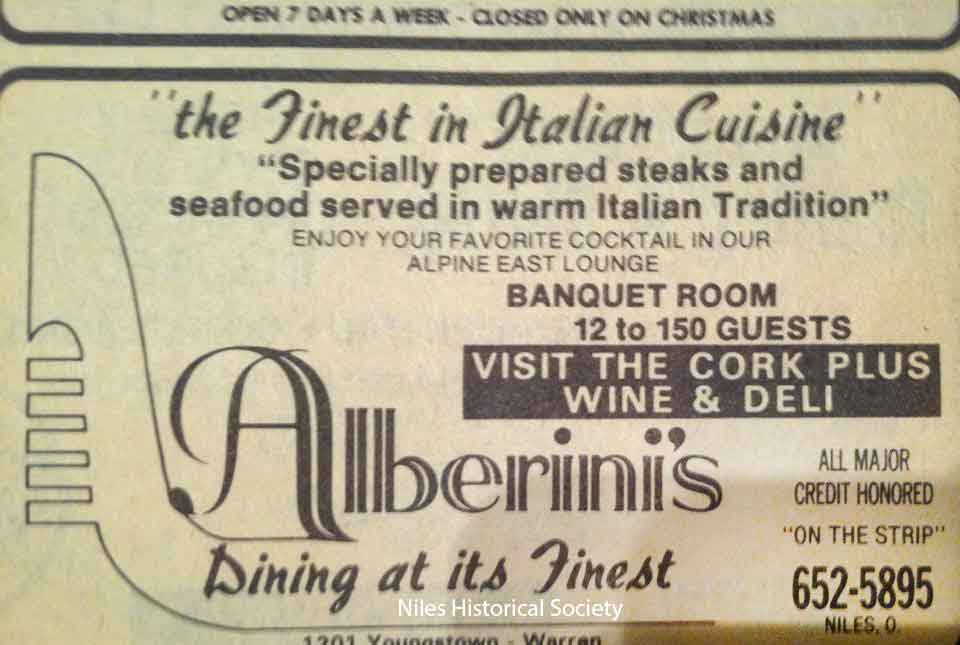 OPEN 7 DAYS A WEEK - CLOSED ONLY ON CHRISTMAS
"the Finest in Italian Cuisine"
"Specially prepared steaks and
seafood served in warm Italian Tradition"
ENJOY YOUR FAVORITE COCKTAIL IN OUR
ALPINE EAST LOUNGE
BANQUET ROOM
12 to 150 GUESTS
VISIT THE CORK PLUS
WINE & DELI
Alberini's
Dining at its Finest
ALL MAJOR
CREDIT HONORED
"ON THE STRIP"
652-5895
NILES, O.
Niles Historical Society
1201 Youngstown - Warren